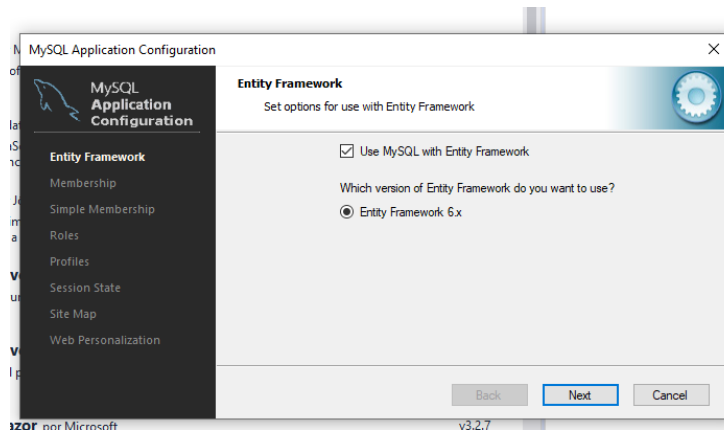 MySQL Application Configuration
MySQL
Application
Configuration
Entity Framework
Set options for use with Entity Framework
Entity Framework
Membership
Simple Membership
Roles
Profiles
Session State
Site Map
Web Personalization
Use MySQL with Entity Framework
Which version of Entity Framework do you want to use?
Entity Framework 6.x
Back
Next
Cancel
por Microsoft
v3.2.7